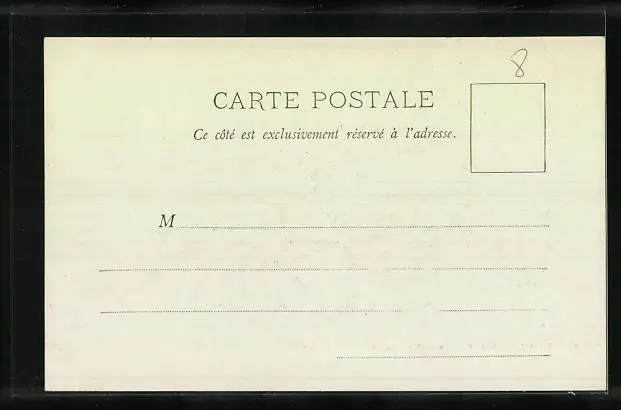 8
CARTE POSTALE
Ce côté est exclusivement réservé à l'adresse.
M